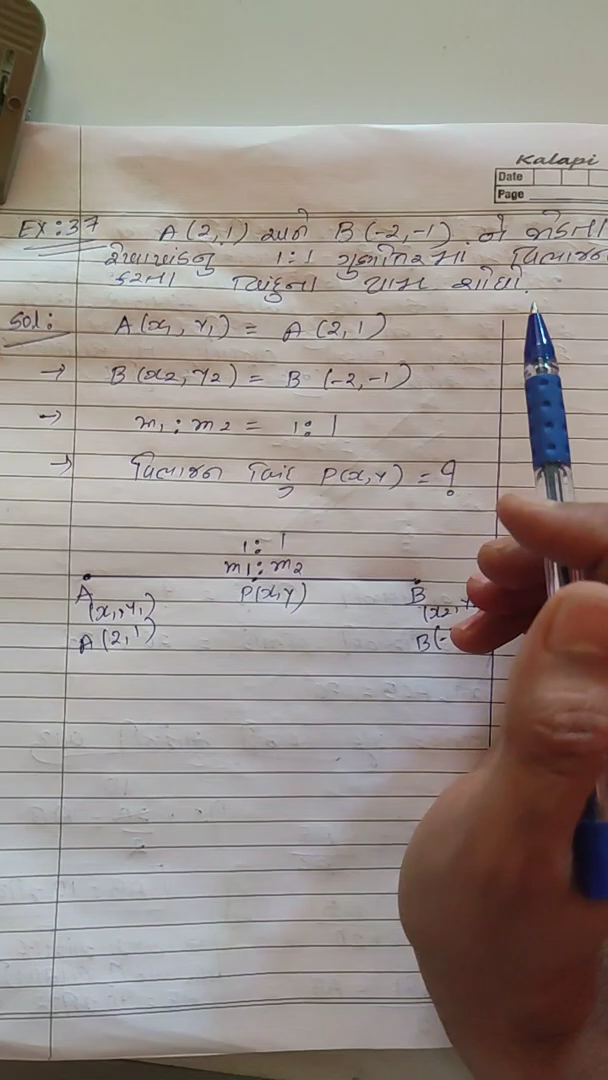 Kalapi
Date
Page
Ex:37 A(2,1) અને B(-2,-1) ને જોડતા
રેખાખંડનું 1:1 ગુણોત્તરમાં વિભાજન
કરતા બિંદુના યામ શોધો.
Sol: A(x1, y1) = A(2,1)
→ B(x2, y2) = B(-2,-1)
→ m1 : m2 = 1:1
→ વિભાજન બિંદુ P(x,y) = ?
1 : 1
m1 : m2
A P(x,y) B
(x1, y1) (x2, y
A(2,1) B(-